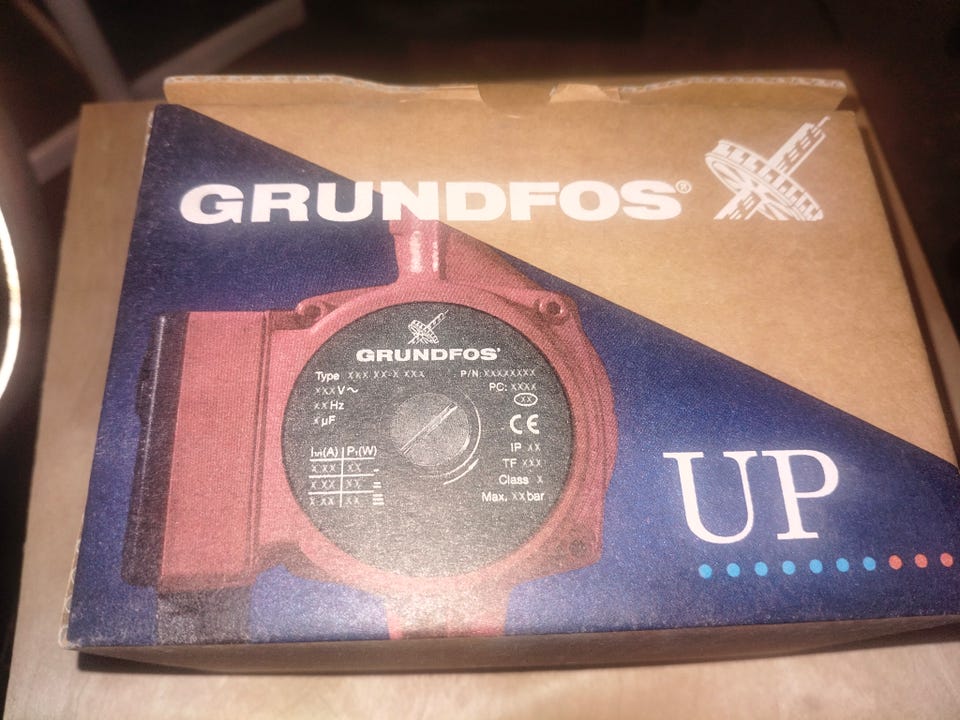 GRUNDFOS®
GRUNDFOS®
Type XXX XX-X XXX P/N: XXXXXXXX
XXX V~ PC: XXXX
XX Hz XX
X µF CE
I₁/₁(A) P₁(W) IP XX
X.XX XX TF XXX
X.XX XX Class X
X.XX XX Max. XX bar
UP